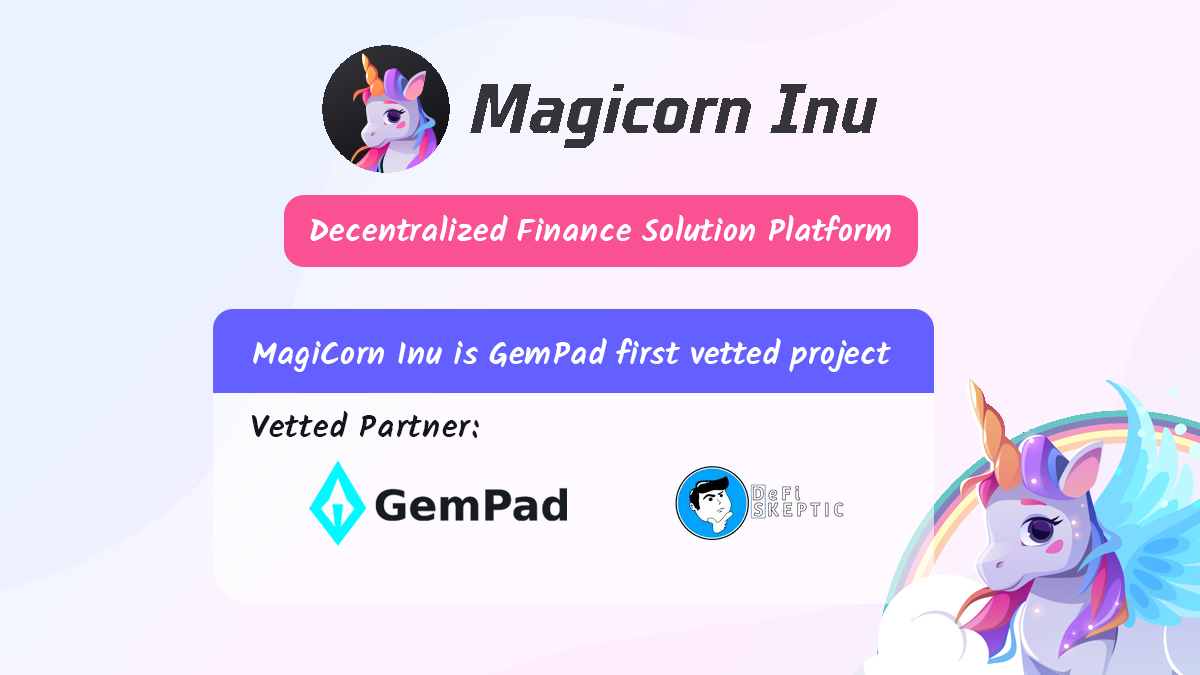 Magicorn Inu
Decentralized Finance Solution Platform
MagiCorn Inu is GemPad first vetted project
Vetted Partner:
GemPad
DeFi
SKEPTIC